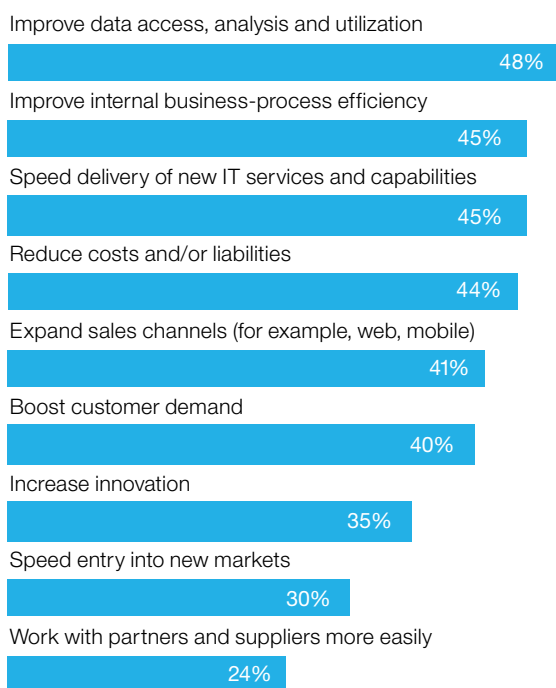 Improve data access, analysis and utilization
48%
Improve internal business-process efficiency
45%
Speed delivery of new IT services and capabilities
45%
Reduce costs and/or liabilities
44%
Expand sales channels (for example, web, mobile)
41%
Boost customer demand
40%
Increase innovation
35%
Speed entry into new markets
30%
Work with partners and suppliers more easily
24%